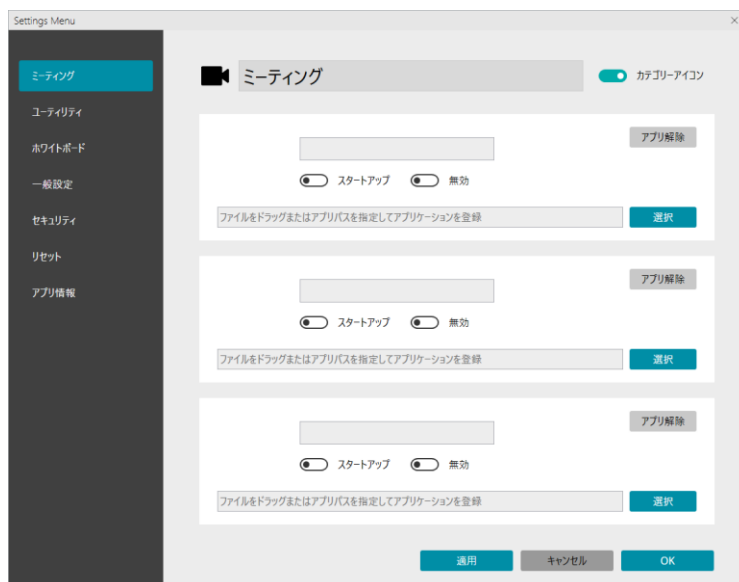 Settings Menu
ミーティング
ユーティリティ
ホワイトボード
一般設定
セキュリティ
リセット
アプリ情報
ミーティング
カテゴリーアイコン
アプリ解除
スタートアップ 無効
ファイルをドラッグまたはアプリパスを指定してアプリケーションを登録 選択
アプリ解除
スタートアップ 無効
ファイルをドラッグまたはアプリパスを指定してアプリケーションを登録 選択
アプリ解除
スタートアップ 無効
ファイルをドラッグまたはアプリパスを指定してアプリケーションを登録 選択
適用 キャンセル OK